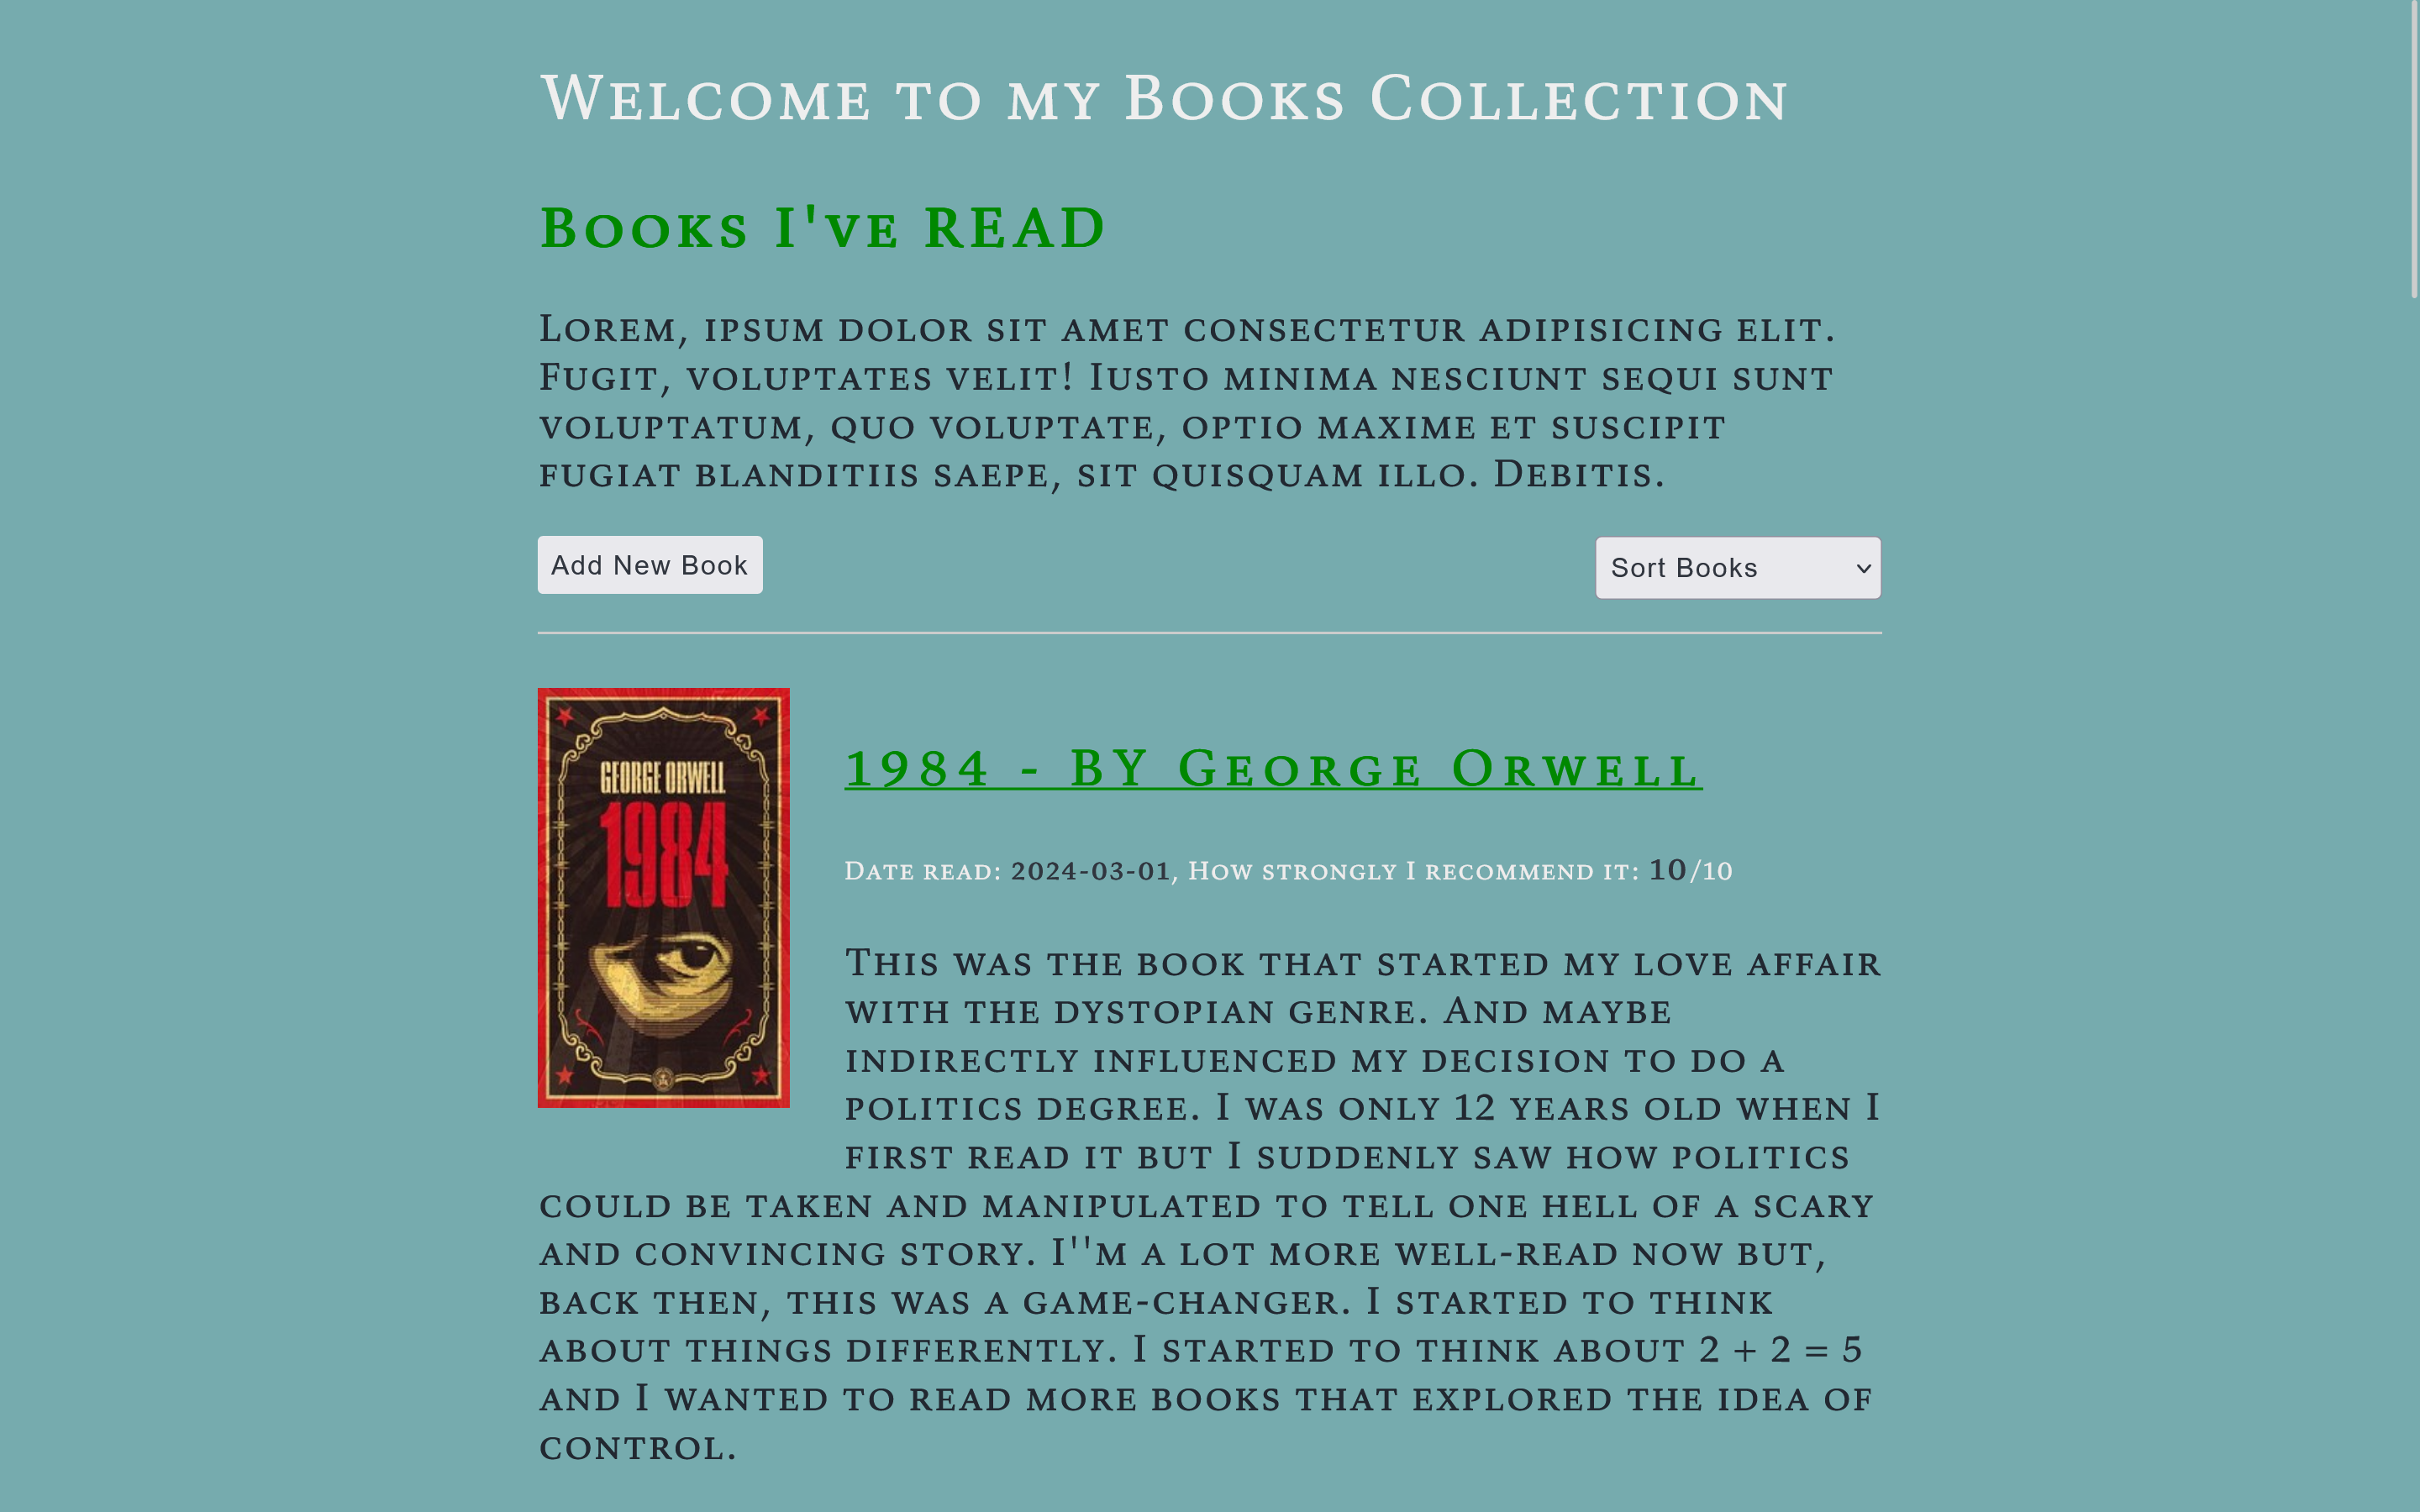 Welcome to my Books Collection
Books I've READ
Lorem, ipsum dolor sit amet consectetur adipisicing elit.
Fugit, voluptates velit! Iusto minima nesciunt sequi sunt
voluptatum, quo voluptate, optio maxime et suscipit
fugiat blanditiis saepe, sit quisquam illo. Debitis.
Add New Book
Sort Books
GEORGE ORWELL
1984
1984 - BY George Orwell
Date read: 2024-03-01, How strongly I recommend it: 10/10
This was the book that started my love affair
with the dystopian genre. And maybe
indirectly influenced my decision to do a
politics degree. I was only 12 years old when I
first read it but I suddenly saw how politics
could be taken and manipulated to tell one hell of a scary
and convincing story. I''m a lot more well-read now but,
back then, this was a game-changer. I started to think
about things differently. I started to think about 2 + 2 = 5
and I wanted to read more books that explored the idea of
control.